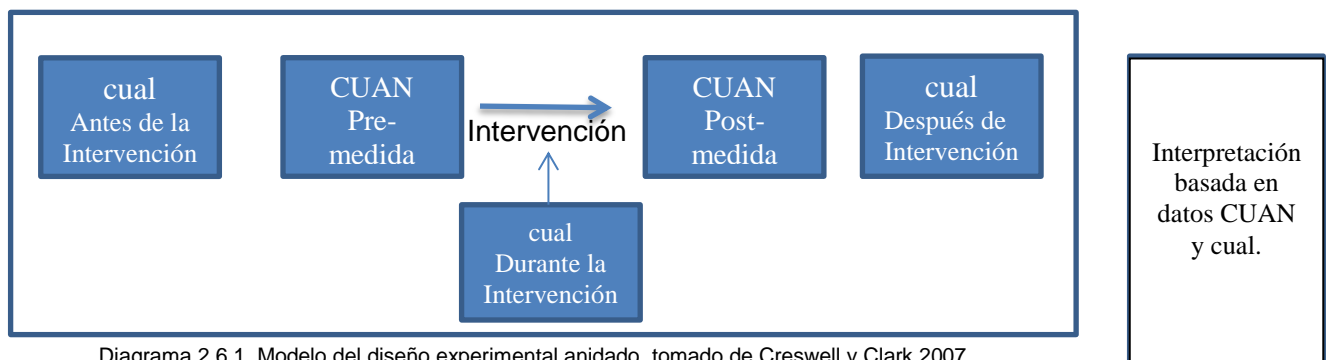 cual
Antes de la
Intervención
CUAN
Pre-
medida
Intervención
cual
Durante la
Intervención
CUAN
Post-
medida
cual
Después de
Intervención
Interpretación
basada en
datos CUAN
y cual.
Diagrama 2.6.1. Modelo del diseño experimental anidado, tomado de Creswell y Clark 2007